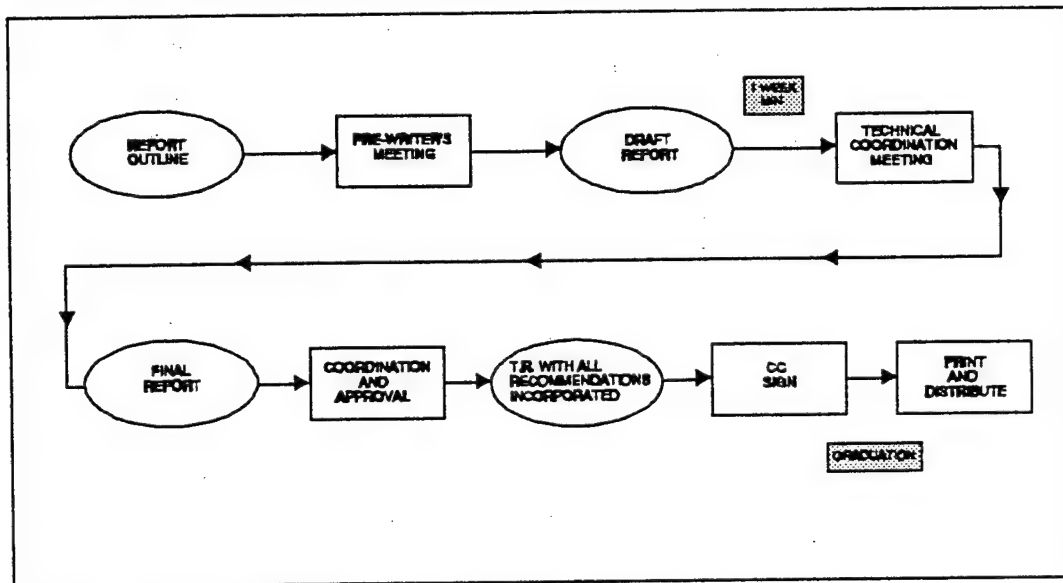 REPORT
OUTLINE
PRE-WRITER'S
MEETING
DRAFT
REPORT
1 WEEK
MIN
TECHNICAL
COORDINATION
MEETING
FINAL
REPORT
COORDINATION
AND
APPROVAL
T.R. WITH ALL
RECOMMENDATIONS
INCORPORATED
CC
SIGN
PRINT
AND
DISTRIBUTE
GRADUATION